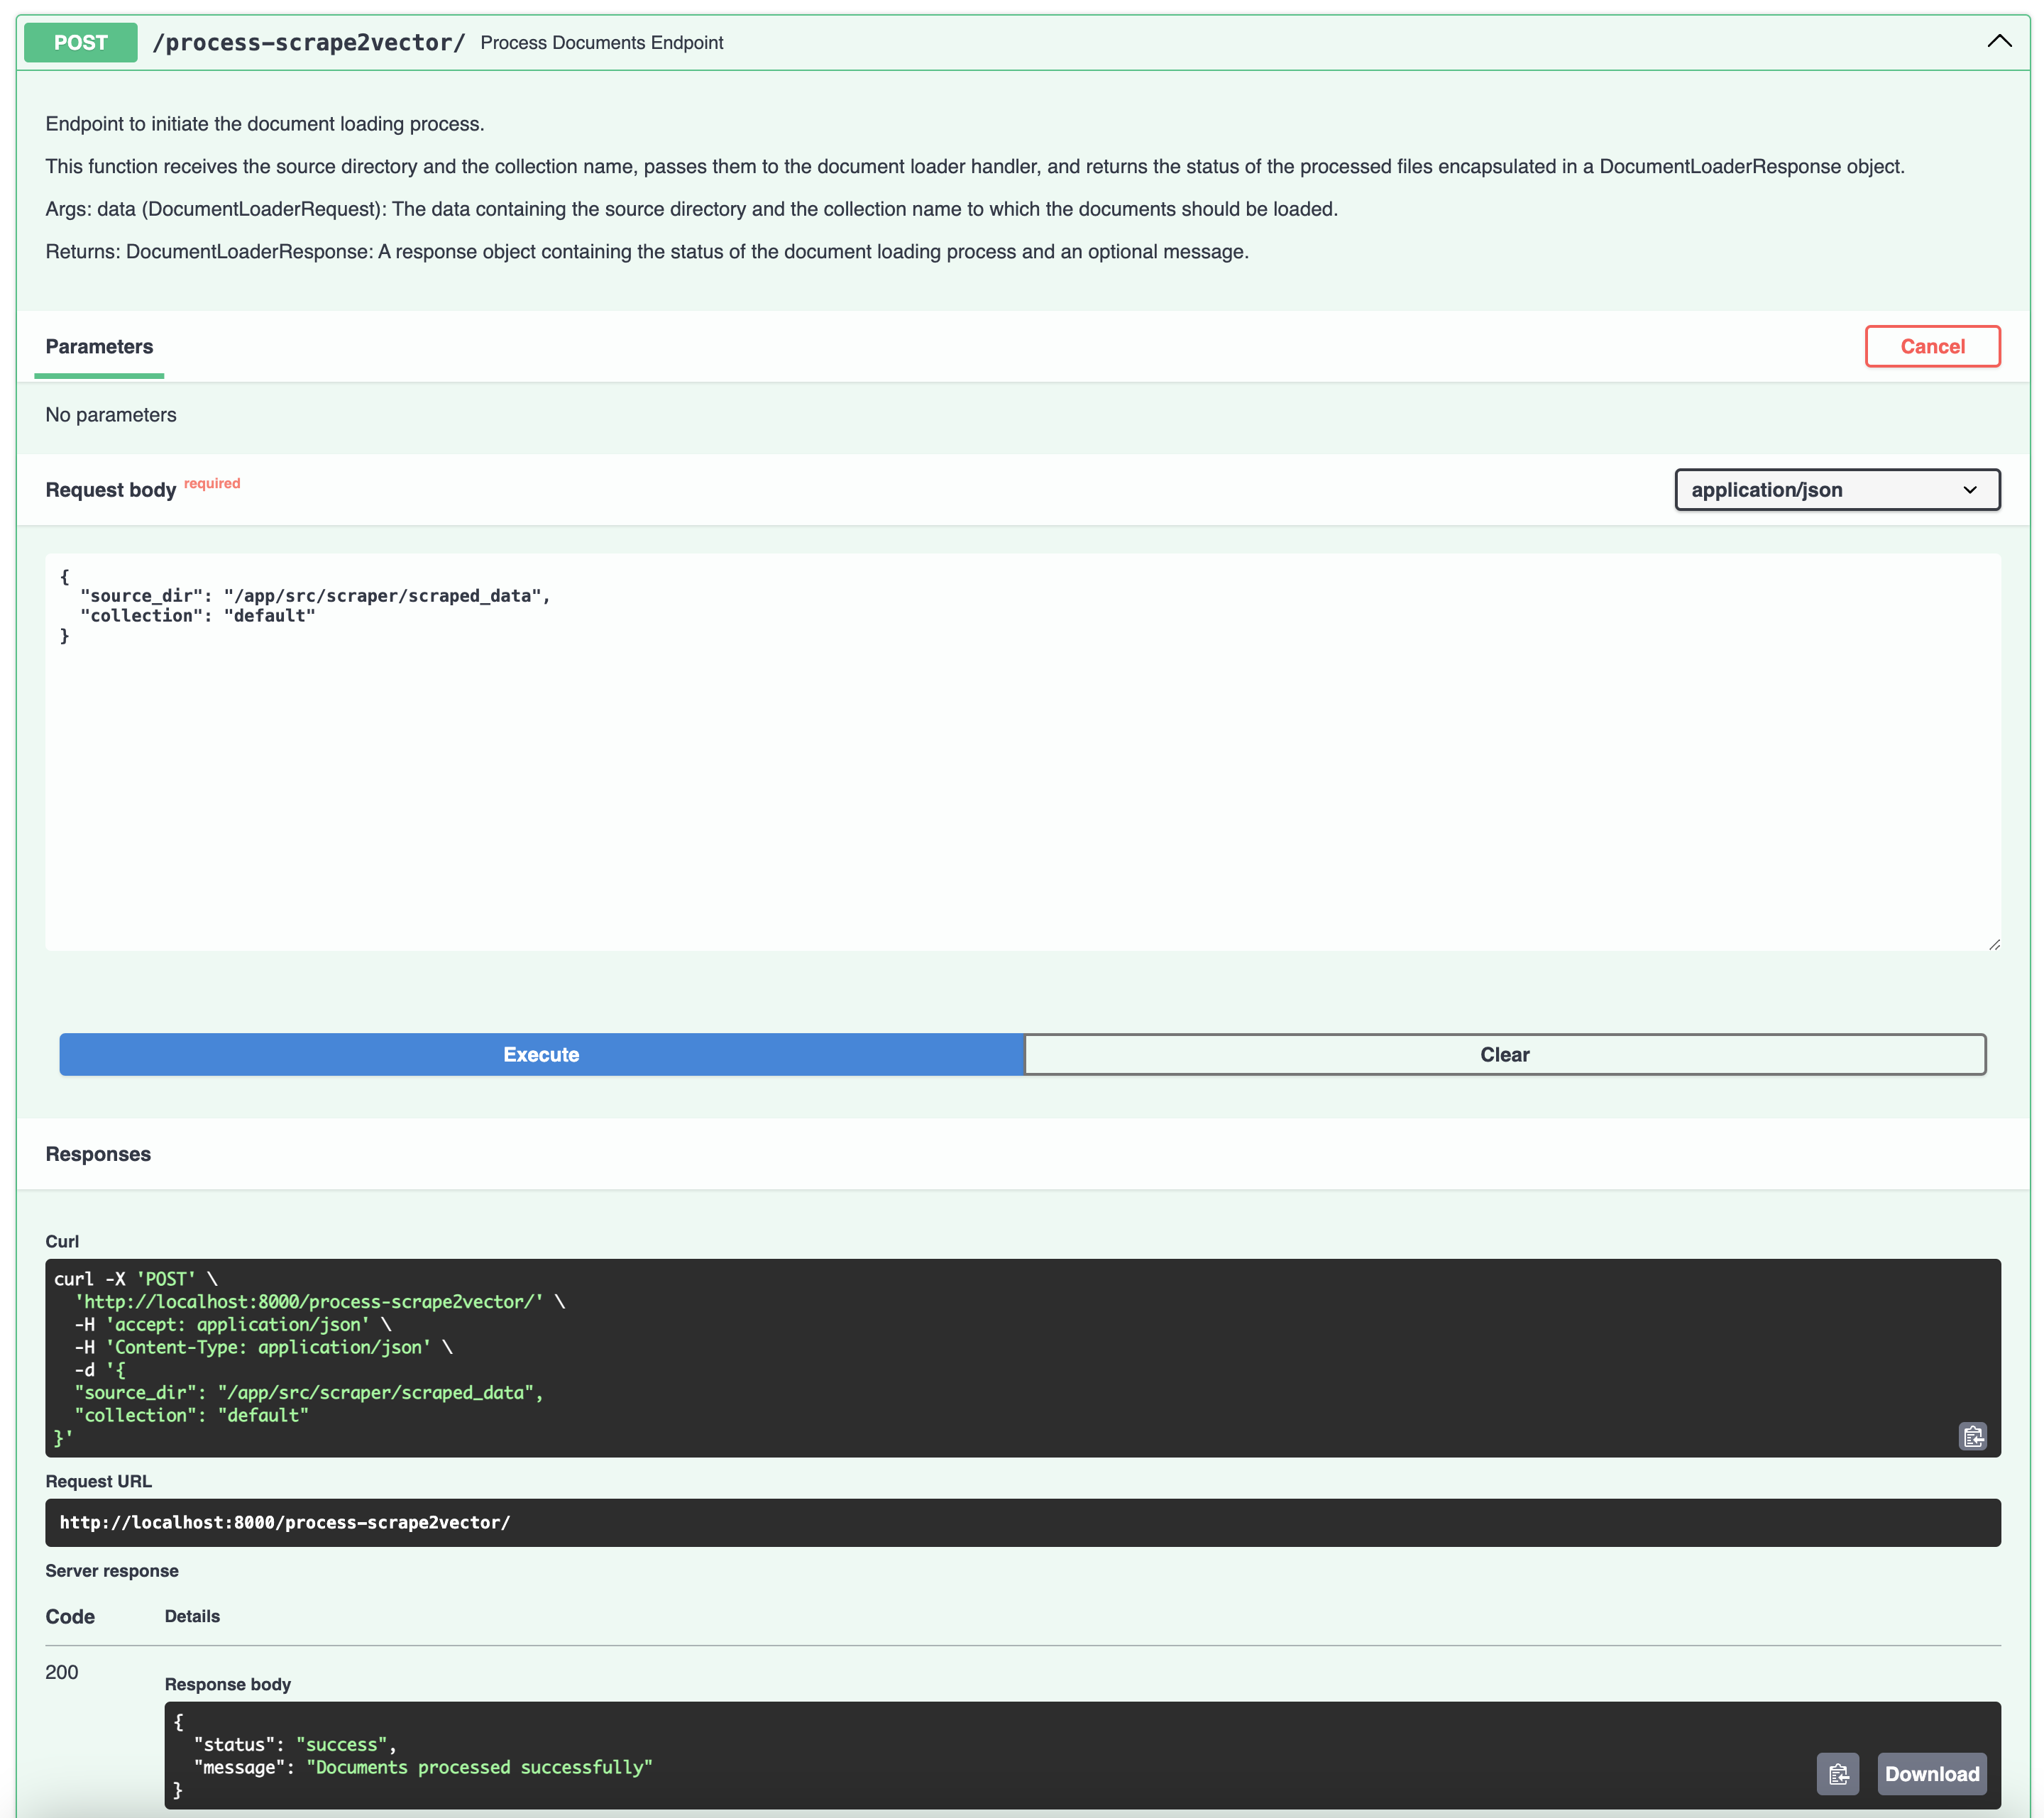 POST /process-scrape2vector/ Process Documents Endpoint
Endpoint to initiate the document loading process.
This function receives the source directory and the collection name, passes them to the document loader handler, and returns the status of the processed files encapsulated in a DocumentLoaderResponse object.
Args: data (DocumentLoaderRequest): The data containing the source directory and the collection name to which the documents should be loaded.
Returns: DocumentLoaderResponse: A response object containing the status of the document loading process and an optional message.
Parameters
Cancel
No parameters
Request body required
application/json
{
  "source_dir": "/app/src/scraper/scraped_data",
  "collection": "default"
}
Execute
Clear
Responses
Curl
curl -X 'POST' \
  'http://localhost:8000/process-scrape2vector/' \
  -H 'accept: application/json' \
  -H 'Content-Type: application/json' \
  -d '{
  "source_dir": "/app/src/scraper/scraped_data",
  "collection": "default"
}'
Request URL
http://localhost:8000/process-scrape2vector/
Server response
Code Details
200
Response body
{
  "status": "success",
  "message": "Documents processed successfully"
}
Download